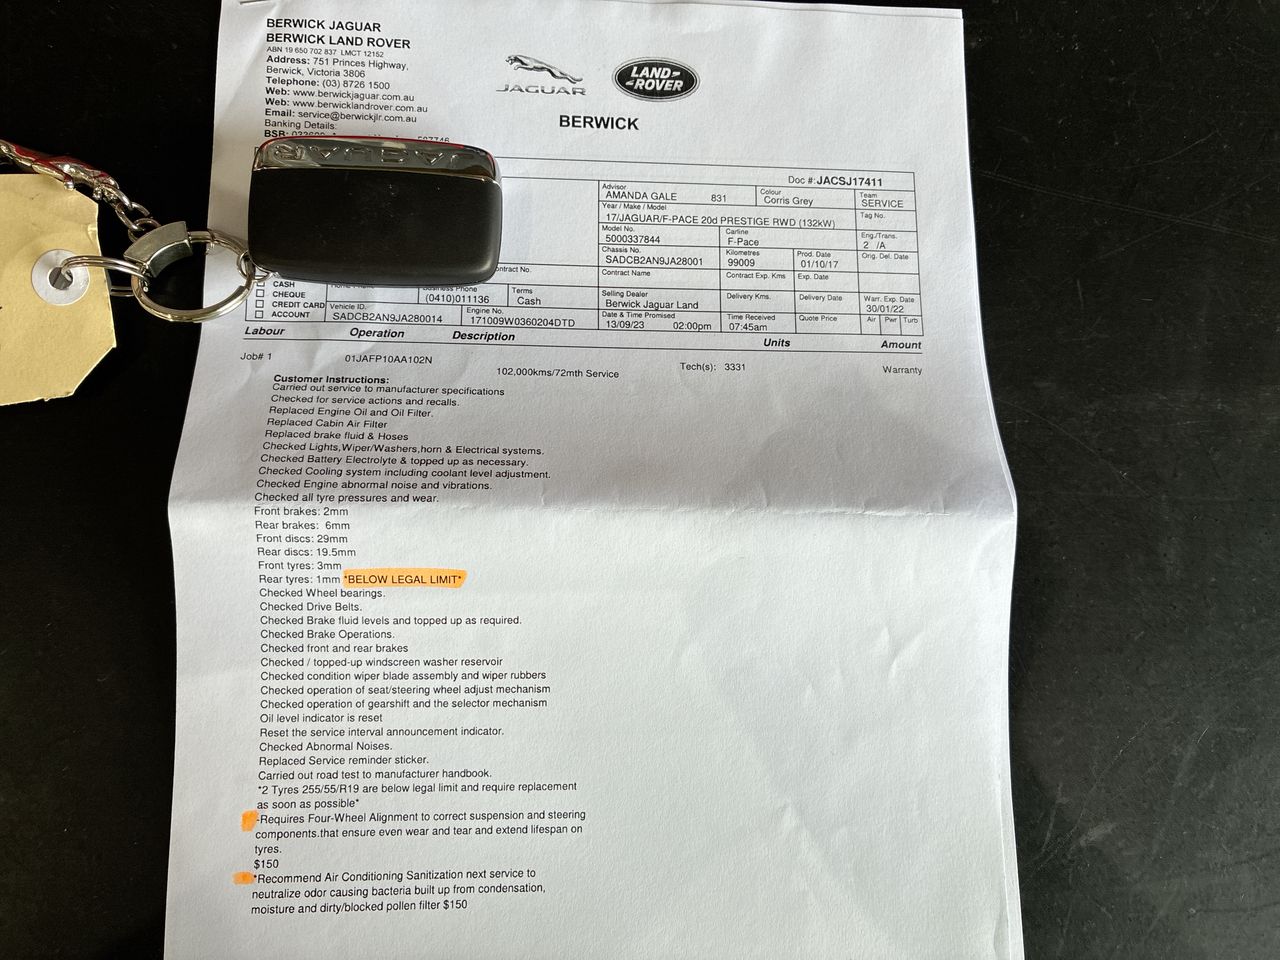 BERWICK JAGUAR
BERWICK LAND ROVER
ABN 19 650 702 837 LMCT 12152
Address: 751 Princes Highway,
Berwick, Victoria 3806
Telephone: (03) 8726 1500
Web: www.berwickjaguar.com.au
Web: www.berwicklandrover.com.au
Email: service@berwickjlr.com.au
Banking Details:
BSB:
JAGUAR
LAND ROVER
BERWICK
JAGUAR
Doc #: JACSJ17411
Advisor
AMANDA GALE 831
Colour
Corris Grey
Team
SERVICE
Year / Make / Model
17/JAGUAR/F-PACE 20d PRESTIGE RWD (132kW)
Tag No.
Model No.
5000337844
Carline
F-Pace
Eng./Trans.
2 /A
Chassis No.
SADCB2AN9JA28001
Kilometres
99009
Prod. Date
01/10/17
Orig. Del. Date
Contract Name
Contract Exp. Kms
Exp. Date
CASH
CHEQUE
CREDIT CARD
ACCOUNT
Phone
(0410)011136
Terms
Cash
Selling Dealer
Berwick Jaguar Land
Delivery Kms.
Delivery Date
Warr. Exp. Date
30/01/22
Vehicle ID.
SADCB2AN9JA280014
Engine No.
171009W0360204DTD
Date & Time Promised
13/09/23 02:00pm
Time Received
07:45am
Quote Price
Air Pwr Turb
Labour Operation Description Units Amount
Job# 1 01JAFP10AA102N
102,000kms/72mth Service Tech(s): 3331 Warranty
Customer Instructions:
Carried out service to manufacturer specifications
Checked for service actions and recalls.
Replaced Engine Oil and Oil Filter.
Replaced Cabin Air Filter
Replaced brake fluid & Hoses
Checked Lights,Wiper/Washers,horn & Electrical systems.
Checked Battery Electrolyte & topped up as necessary.
Checked Cooling system including coolant level adjustment.
Checked Engine abnormal noise and vibrations.
Checked all tyre pressures and wear.
Front brakes: 2mm
Rear brakes: 6mm
Front discs: 29mm
Rear discs: 19.5mm
Front tyres: 3mm
Rear tyres: 1mm *BELOW LEGAL LIMIT*
Checked Wheel bearings.
Checked Drive Belts.
Checked Brake fluid levels and topped up as required.
Checked Brake Operations.
Checked front and rear brakes
Checked / topped-up windscreen washer reservoir
Checked condition wiper blade assembly and wiper rubbers
Checked operation of seat/steering wheel adjust mechanism
Checked operation of gearshift and the selector mechanism
Oil level indicator is reset
Reset the service interval announcement indicator.
Checked Abnormal Noises.
Replaced Service reminder sticker.
Carried out road test to manufacturer handbook.
*2 Tyres 255/55/R19 are below legal limit and require replacement
as soon as possible*
-Requires Four-Wheel Alignment to correct suspension and steering
components.that ensure even wear and tear and extend lifespan on
tyres.
$150
*Recommend Air Conditioning Sanitization next service to
neutralize odor causing bacteria built up from condensation,
moisture and dirty/blocked pollen filter $150